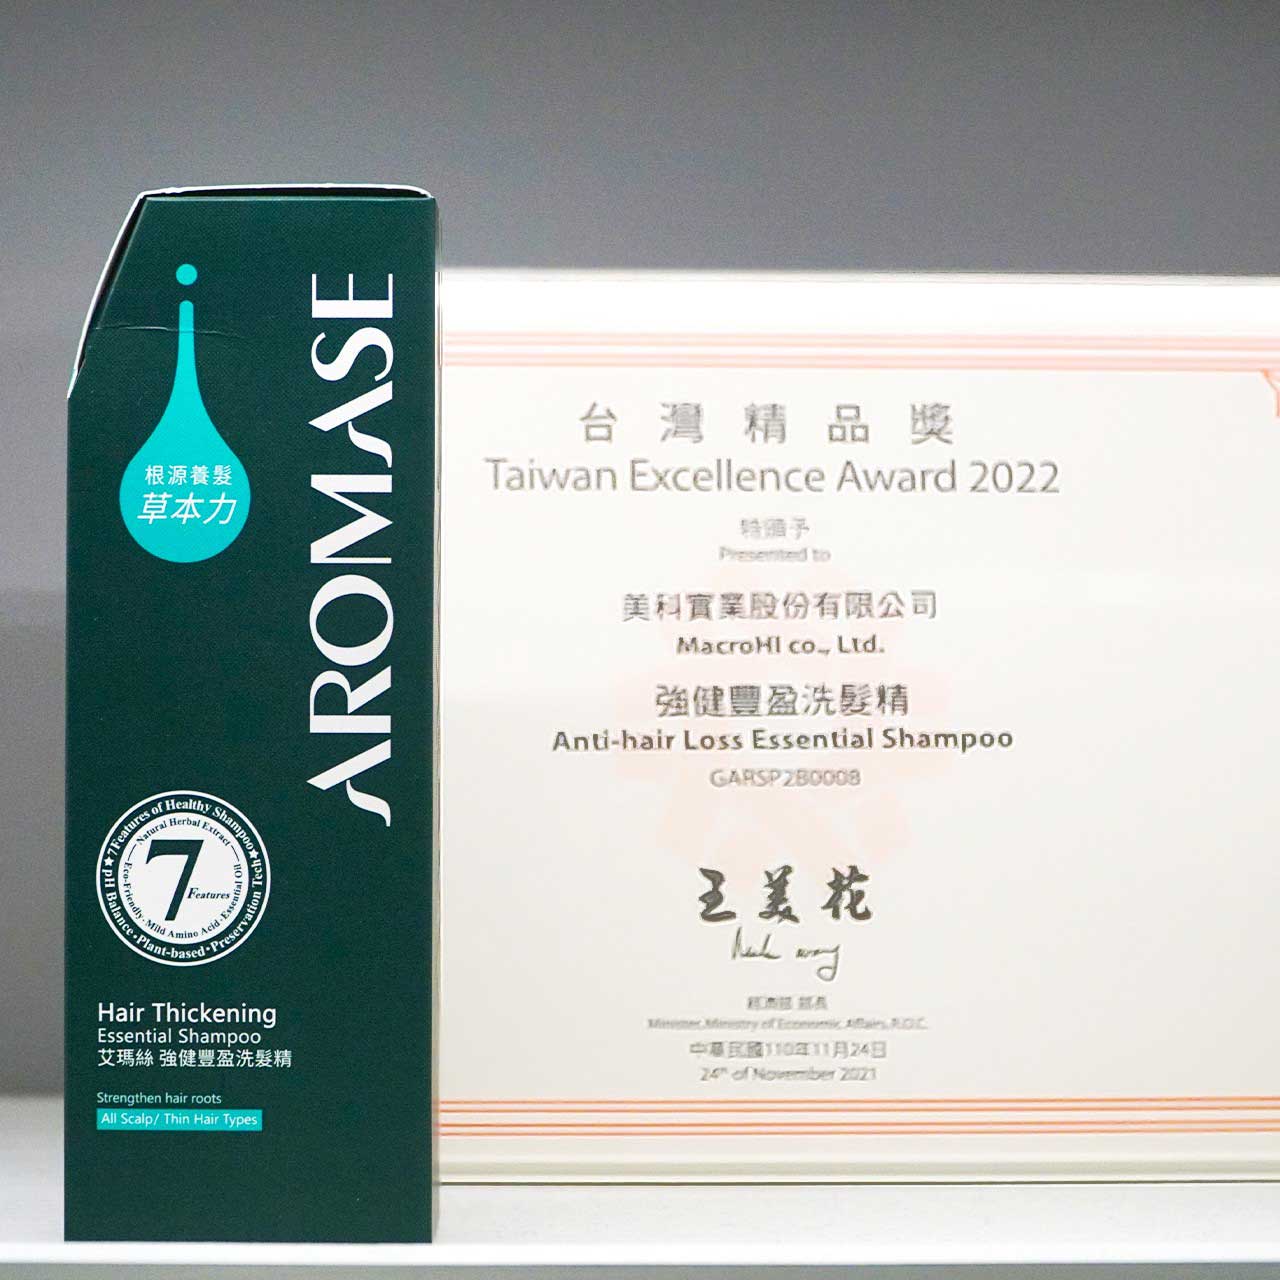 根源養髮
草本力
AROMASE
7 Features of Healthy Shampoo★Preservation Tech•Plant-based•pH Balance★
Natural Herbal Extract
Essential Oil•Mild Amino Acid•Eco-Friendly
7
Features
Hair Thickening
Essential Shampoo
艾瑪絲 強健豐盈洗髮精
Strengthen hair roots
All Scalp/ Thin Hair Types
台灣精品獎
Taiwan Excellence Award 2022
特頒予
Presented to
美科實業股份有限公司
MacroHI co., Ltd.
強健豐盈洗髮精
Anti-hair Loss Essential Shampoo
GARSP2B0008
王美花
經濟部 部長
Minister, Ministry of Economic Affairs, R.O.C.
中華民國110年11月24日
24th of November 2021